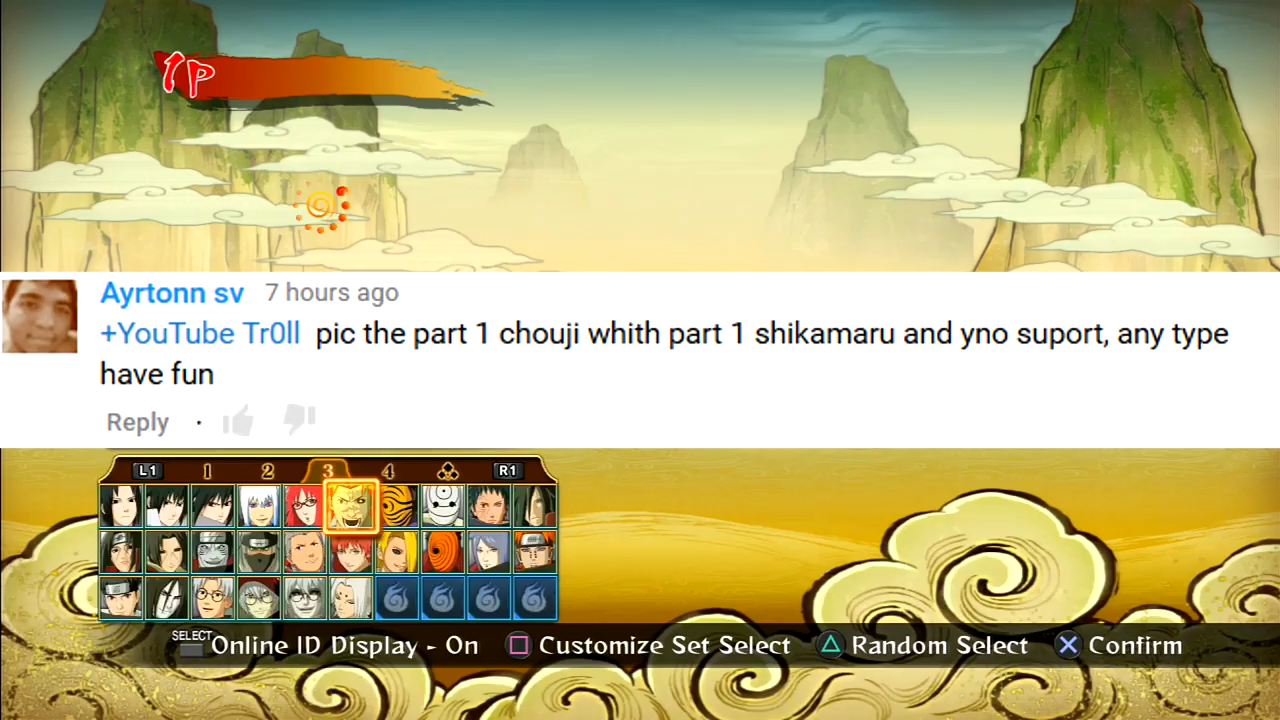 1P
Ayrtonn sv 7 hours ago
+YouTube Tr0ll pic the part 1 chouji whith part 1 shikamaru and yno suport, any type
have fun
Reply ·
L1 1 2 3 4 R1
SELECT Online ID Display - On Customize Set Select Random Select Confirm